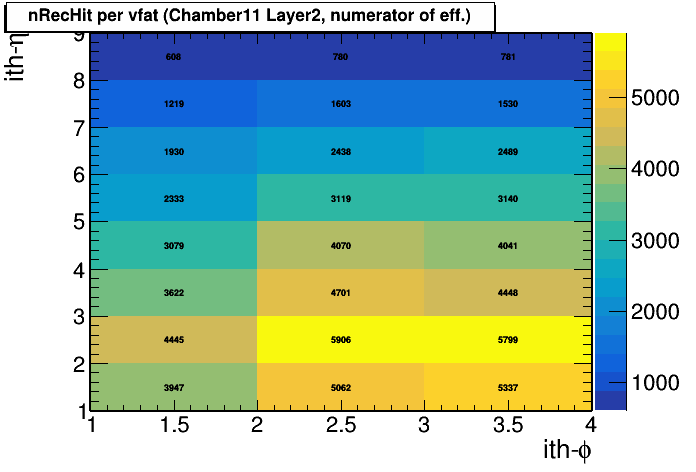 nRecHit per vfat (Chamber11 Layer2, numerator of eff.)
ith-η
9
608 780 781
8
1219 1603 1530
7
1930 2438 2489
6
2333 3119 3140
5
3079 4070 4041
4
3622 4701 4448
3
4445 5906 5799
2
3947 5062 5337
1
1 1.5 2 2.5 3 3.5 4
ith-ϕ
5000
4000
3000
2000
1000